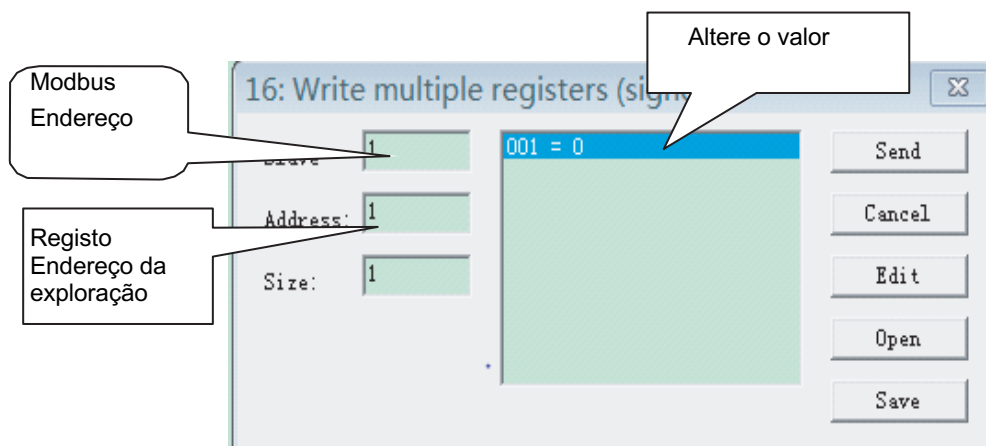 Altere o valor
Modbus
Endereço
16: Write multiple registers
1
001 = 0
Send
Address: 1
Cancel
Registo
Endereço da
exploração
Size: 1
Edit
Open
Save